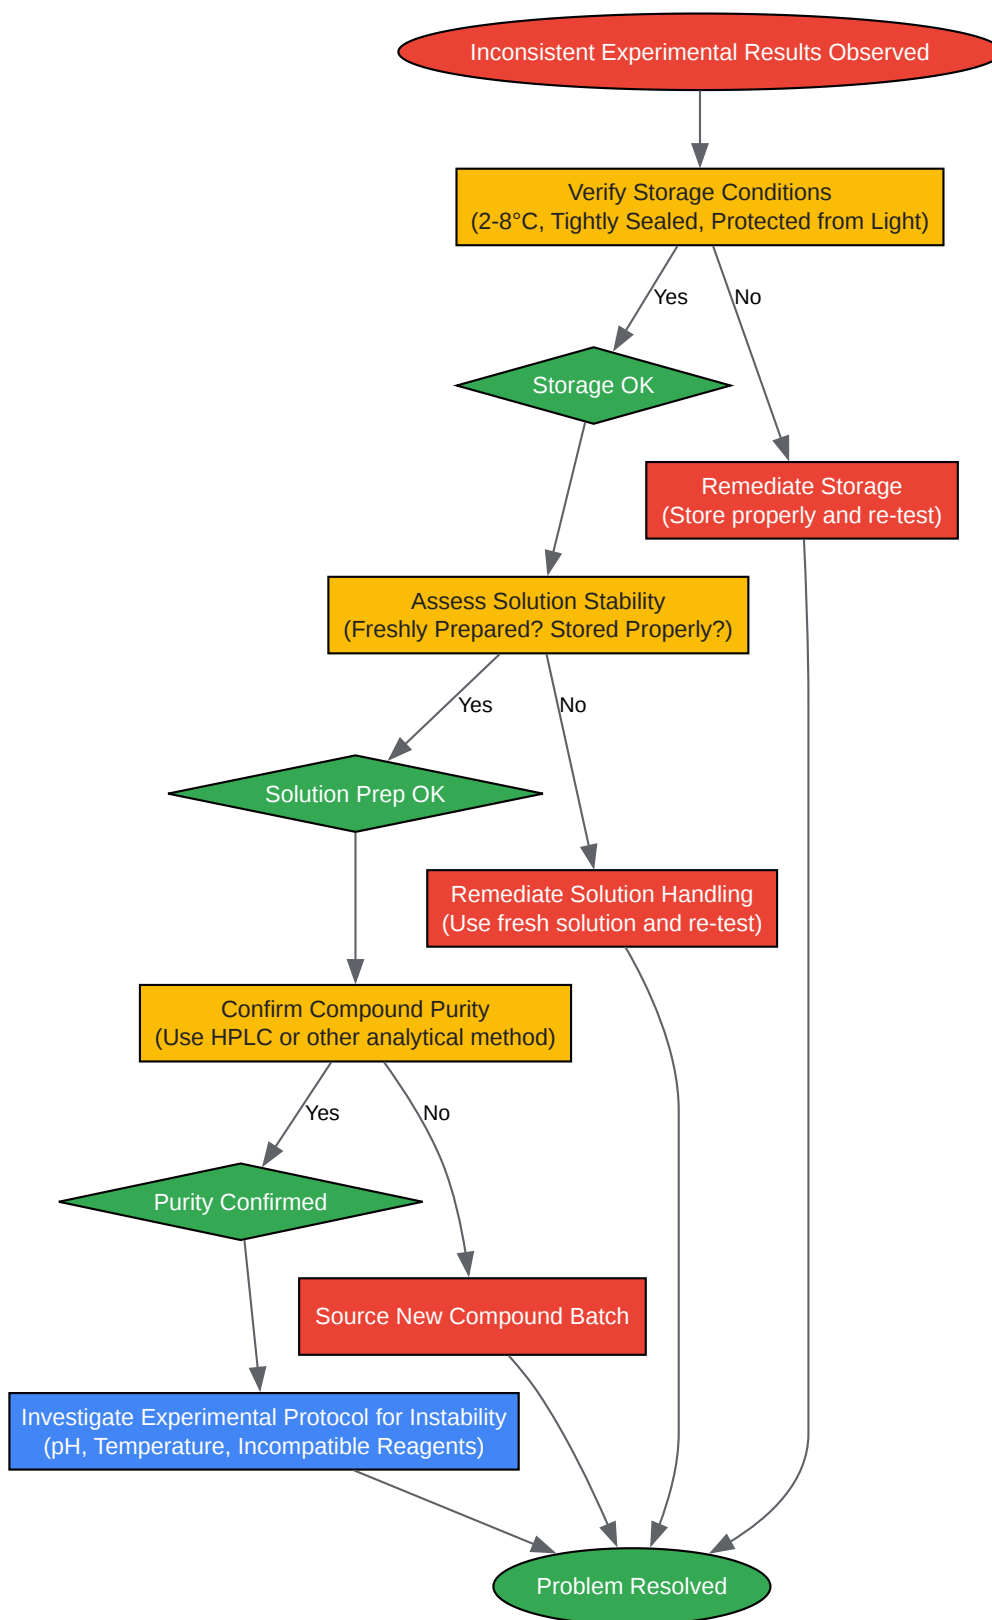 Inconsistent Experimental Results Observed
Verify Storage Conditions
(2-8°C, Tightly Sealed, Protected from Light)
Yes
No
Storage OK
Remediate Storage
(Store properly and re-test)
Assess Solution Stability
(Freshly Prepared? Stored Properly?)
Yes
No
Solution Prep OK
Remediate Solution Handling
(Use fresh solution and re-test)
Confirm Compound Purity
(Use HPLC or other analytical method)
Yes
No
Purity Confirmed
Source New Compound Batch
Investigate Experimental Protocol for Instability
(pH, Temperature, Incompatible Reagents)
Problem Resolved